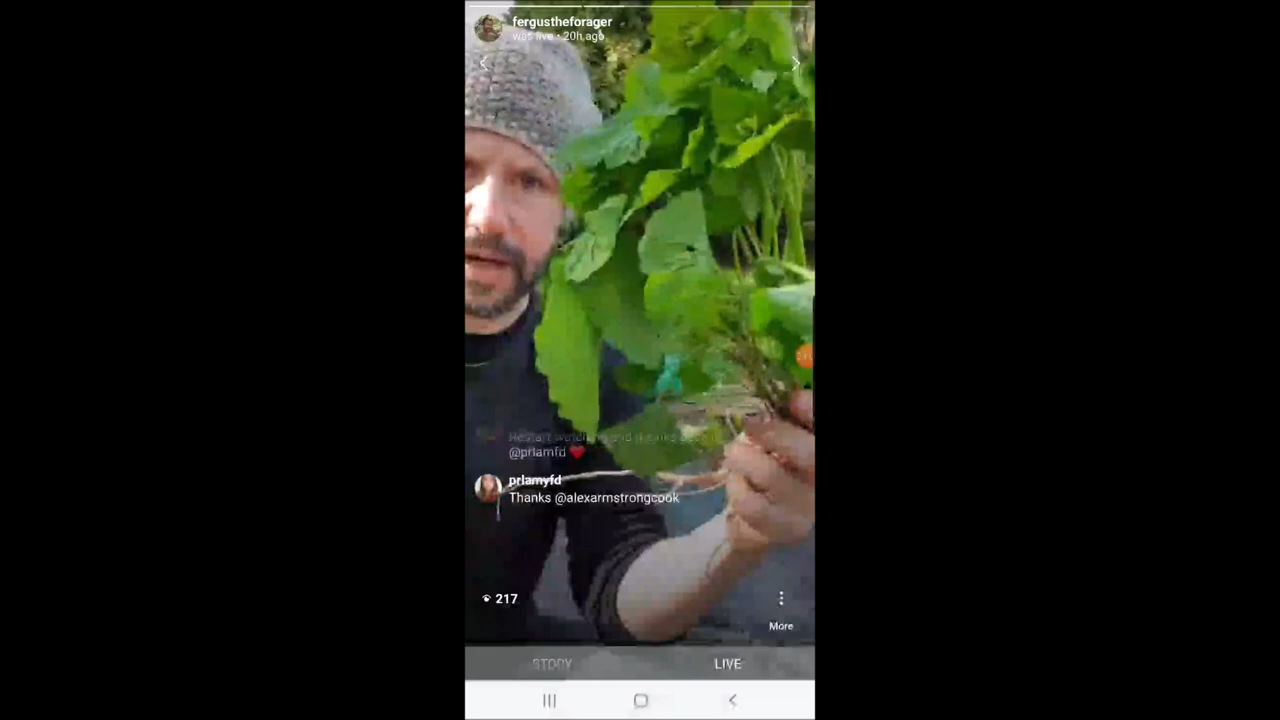 fergustheforager
was live • 20h ago
@prlamfd ❤️
prlamyfd
Thanks @alexarmstrongcook
217
More
STORY
LIVE